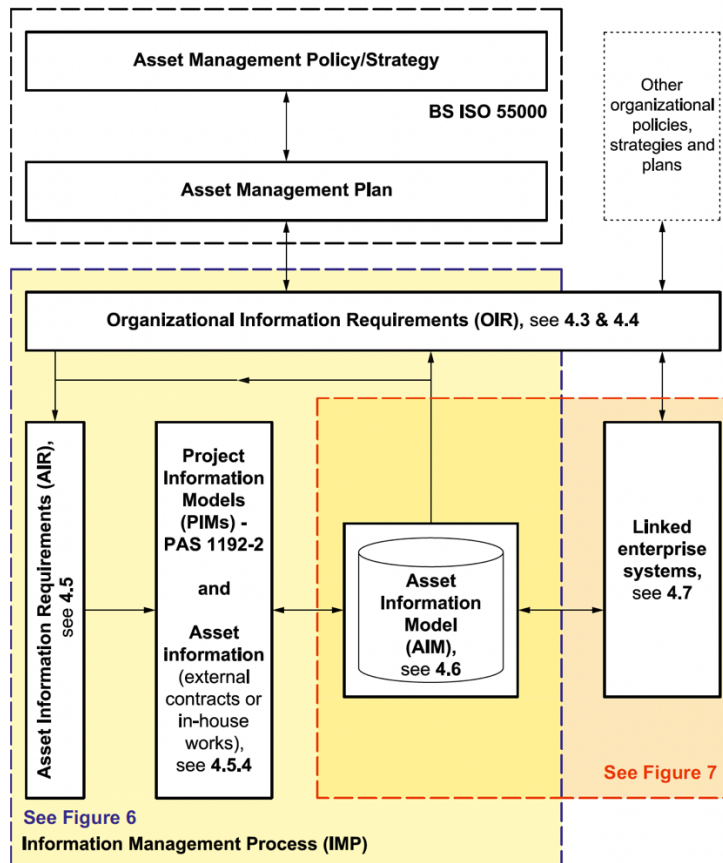 Asset Management Policy/Strategy
BS ISO 55000
Asset Management Plan
Other
organizational
policies,
strategies and
plans
Organizational Information Requirements (OIR), see 4.3 & 4.4
Asset Information Requirements (AIR),
see 4.5
Project
Information
Models
(PIMs) -
PAS 1192-2
and
Asset
information
(external
contracts or
in-house
works),
see 4.5.4
Asset
Information
Model
(AIM),
see 4.6
Linked
enterprise
systems,
see 4.7
See Figure 7
See Figure 6
Information Management Process (IMP)